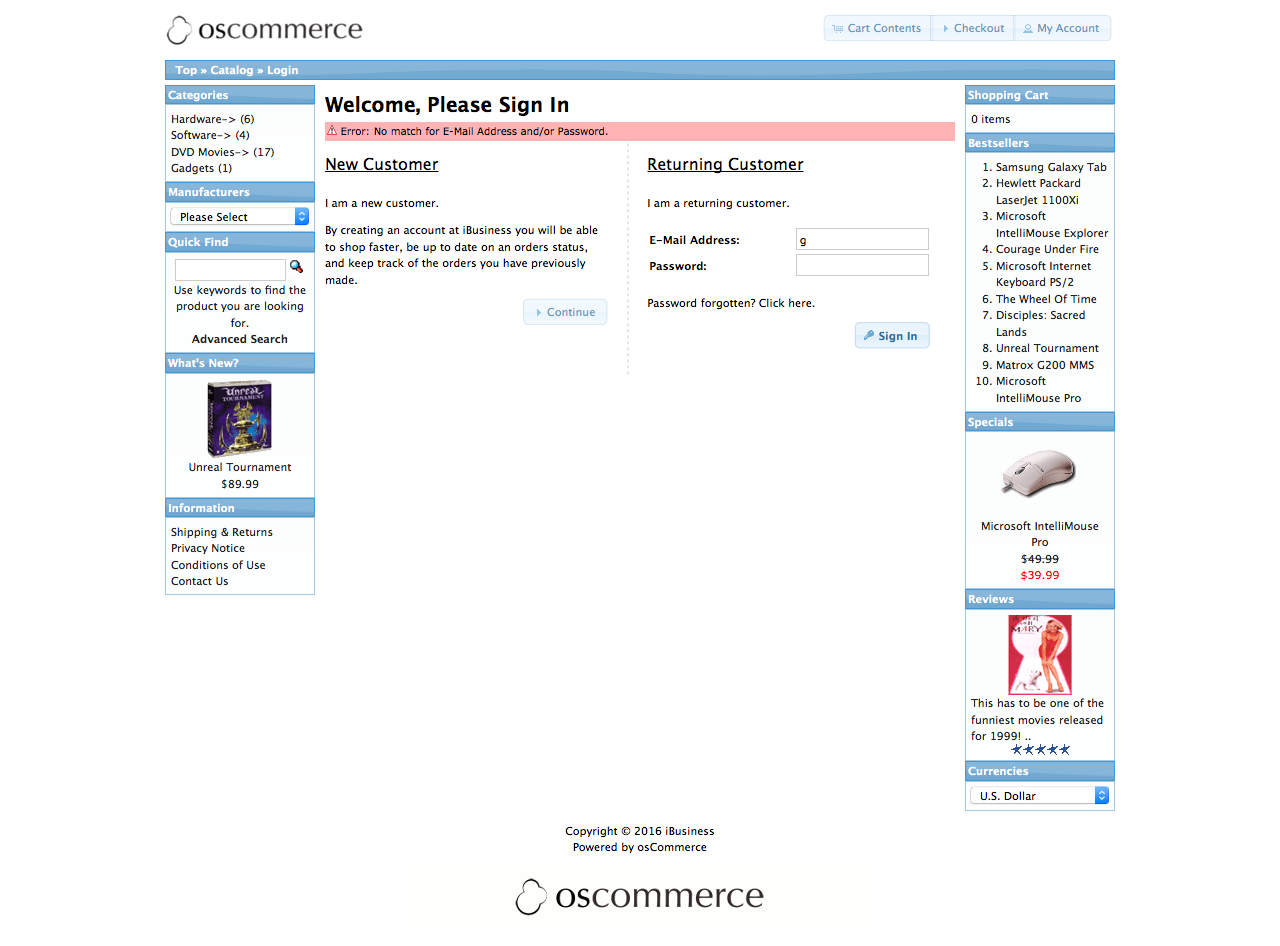 oscommerce
Cart Contents
Checkout
My Account
Top » Catalog » Login
Categories
Hardware-> (6)
Software-> (4)
DVD Movies-> (17)
Gadgets (1)
Manufacturers
Please Select
Quick Find
Use keywords to find the
product you are looking
for.
Advanced Search
What's New?
Unreal
TOURNAMENT
Unreal Tournament
$89.99
Information
Shipping & Returns
Privacy Notice
Conditions of Use
Contact Us
Welcome, Please Sign In
Error: No match for E-Mail Address and/or Password.
New Customer
I am a new customer.
By creating an account at iBusiness you will be able
to shop faster, be up to date on an orders status,
and keep track of the orders you have previously
made.
Continue
Returning Customer
I am a returning customer.
E-Mail Address:
g
Password:
Password forgotten? Click here.
Sign In
Shopping Cart
0 items
Bestsellers
1. Samsung Galaxy Tab
2. Hewlett Packard
LaserJet 1100Xi
3. Microsoft
IntelliMouse Explorer
4. Courage Under Fire
5. Microsoft Internet
Keyboard PS/2
6. The Wheel Of Time
7. Disciples: Sacred
Lands
8. Unreal Tournament
9. Matrox G200 MMS
10. Microsoft
IntelliMouse Pro
Specials
Microsoft IntelliMouse
Pro
$49.99
$39.99
Reviews
MARY
This has to be one of the
funniest movies released
for 1999! ..
Currencies
U.S. Dollar
Copyright © 2016 iBusiness
Powered by osCommerce
oscommerce